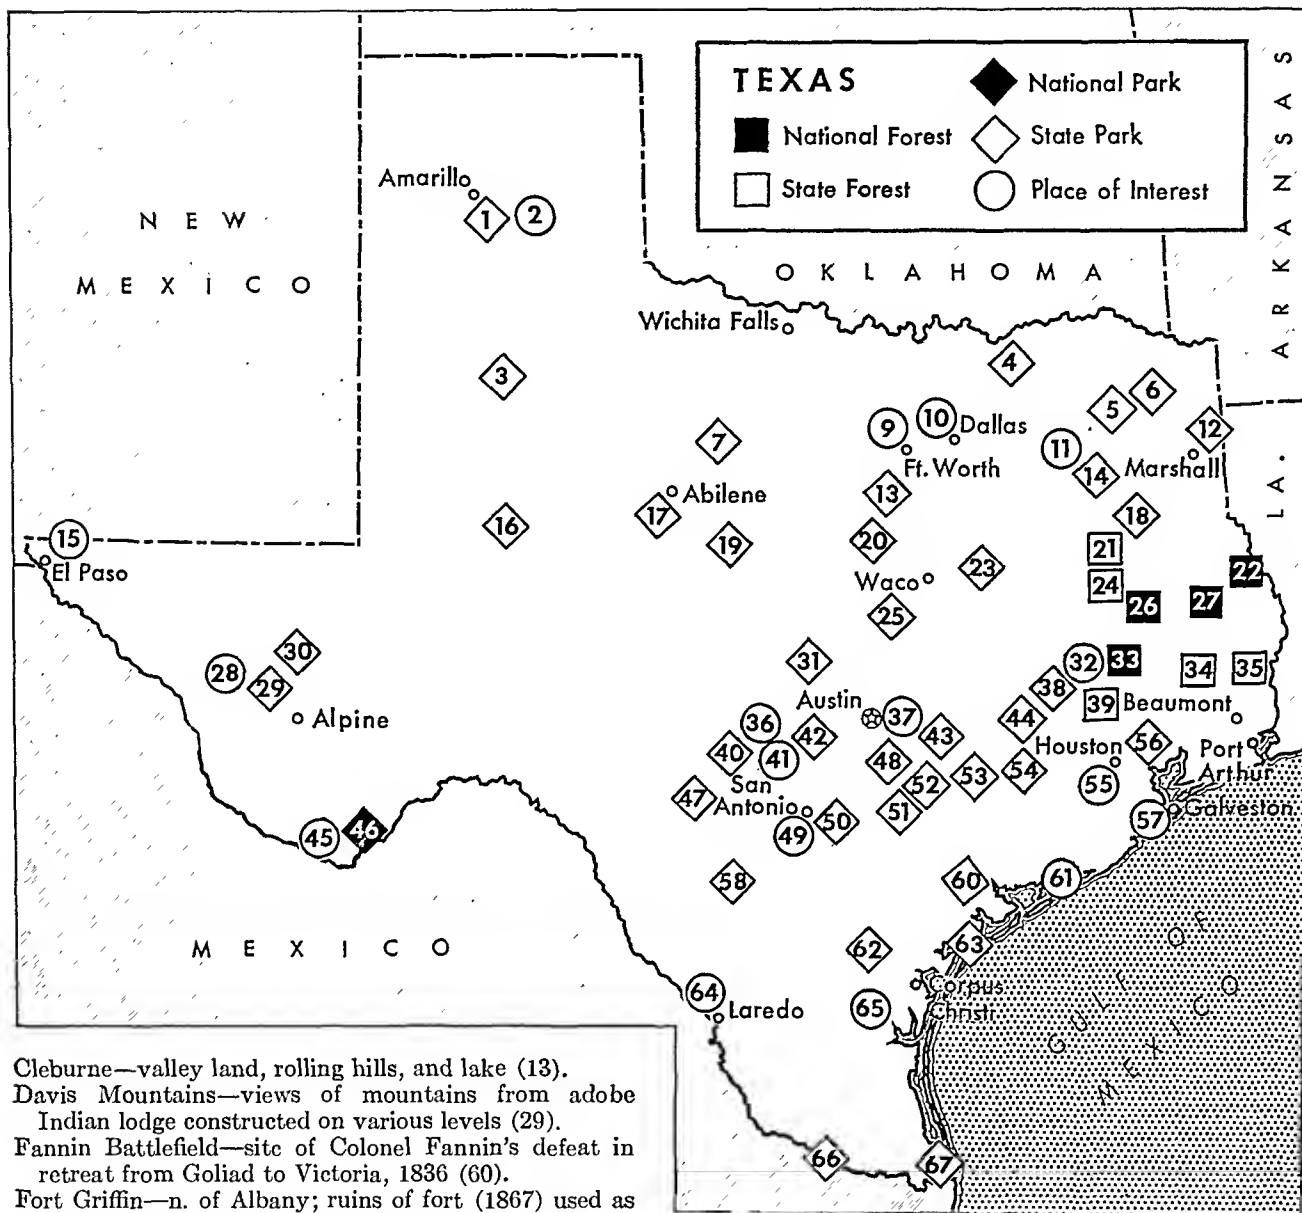 TEXAS
National Park
National Forest
State Park
State Forest
Place of Interest
NEW
MEXICO
OKLAHOMA
ARKANSAS
LA.
Amarillo
1
2
Wichita Falls
3
4
5
6
7
9
10
Dallas
Ft. Worth
11
12
Marshall
13
14
Abilene
15
El Paso
16
17
18
19
20
21
22
Waco
23
24
25
26
27
28
29
30
Alpine
31
32
33
34
35
Austin
36
37
38
39
Beaumont
40
41
42
43
44
Houston
Port
Arthur
45
46
47
San
Antonio
48
49
50
51
52
53
54
55
56
57
Galveston
58
60
61
62
63
64
Laredo
65
Corpus
Christi
66
67
MEXICO
GULF OF
MEXICO
Cleburne—valley land, rolling hills, and lake (13).
Davis Mountains—views of mountains from adobe
Indian lodge constructed on various levels (29).
Fannin Battlefield—site of Colonel Fannin's defeat in
retreat from Goliad to Victoria, 1836 (60).
Fort Griffin—n. of Albany; ruins of fort (1867) used as